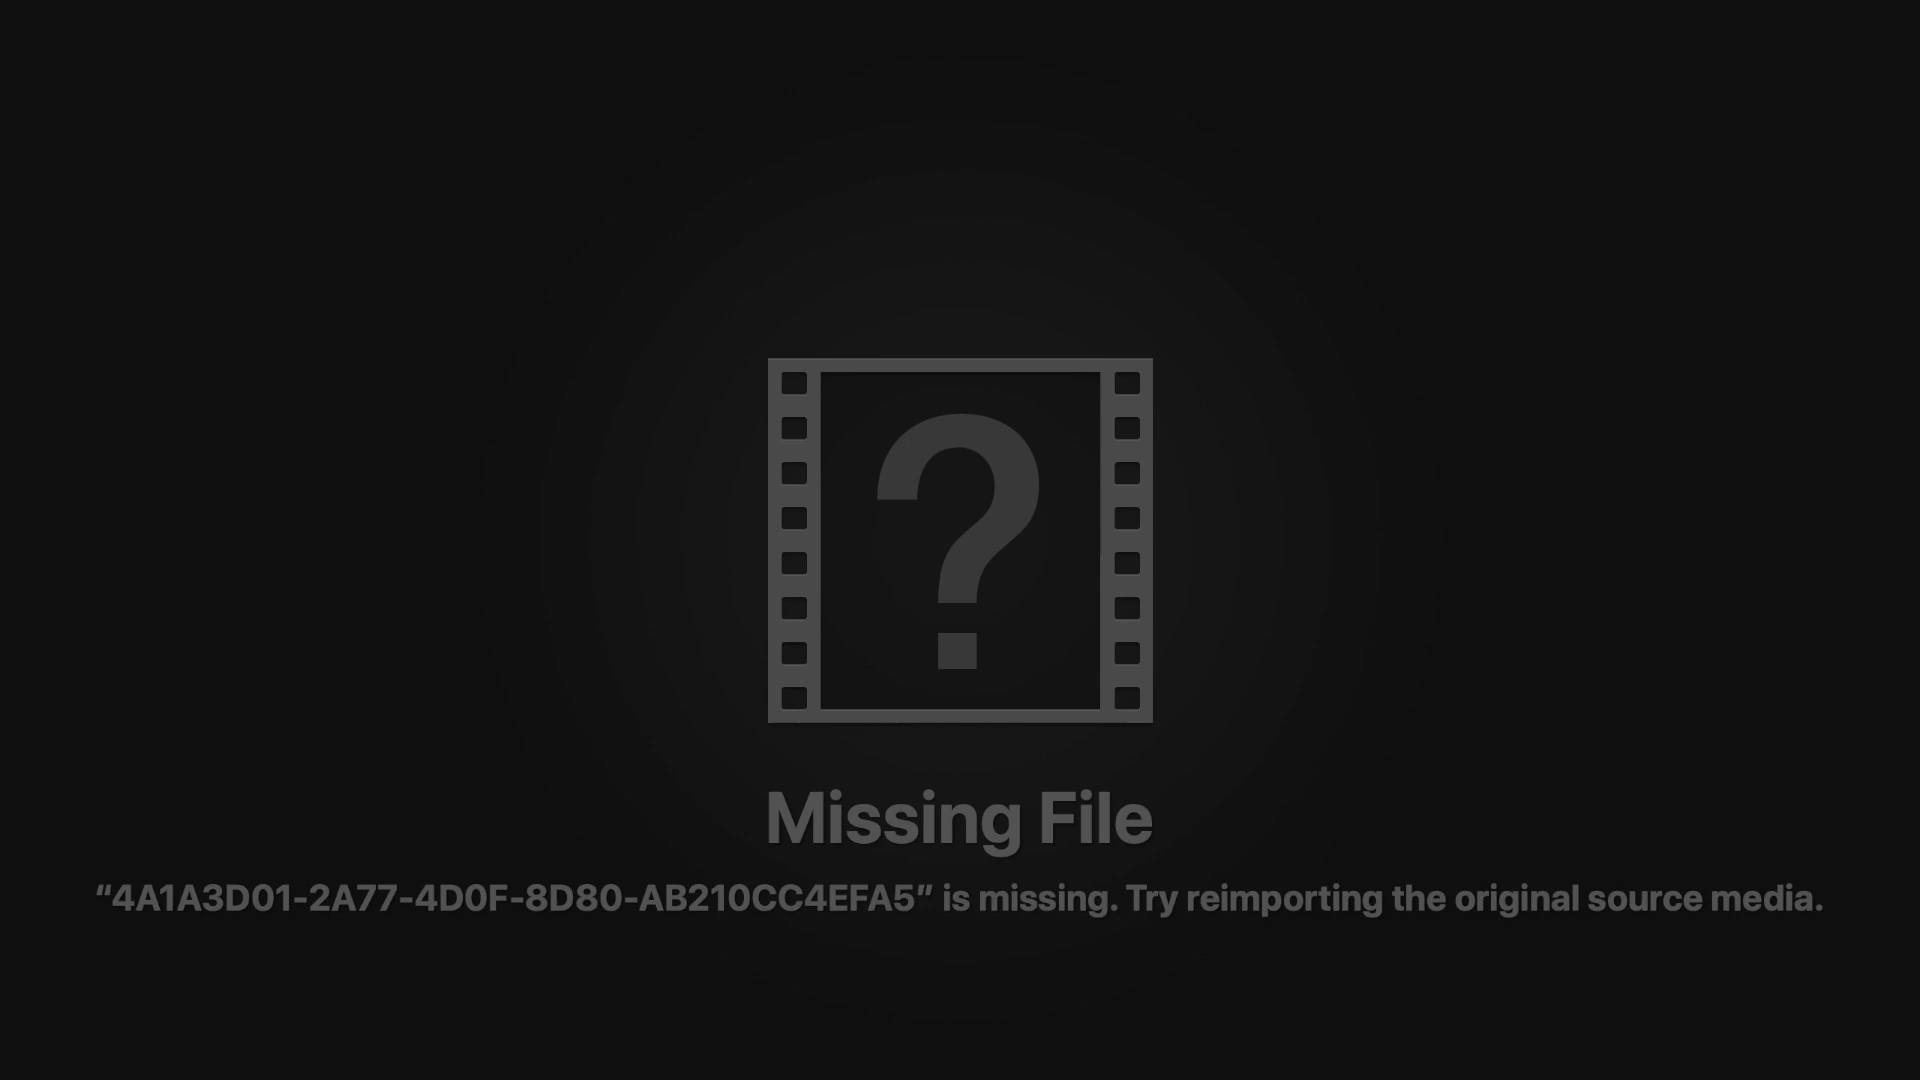 ?
Missing File
“4A1A3D01-2A77-4D0F-8D80-AB210CC4EFA5” is missing. Try reimporting the original source media.